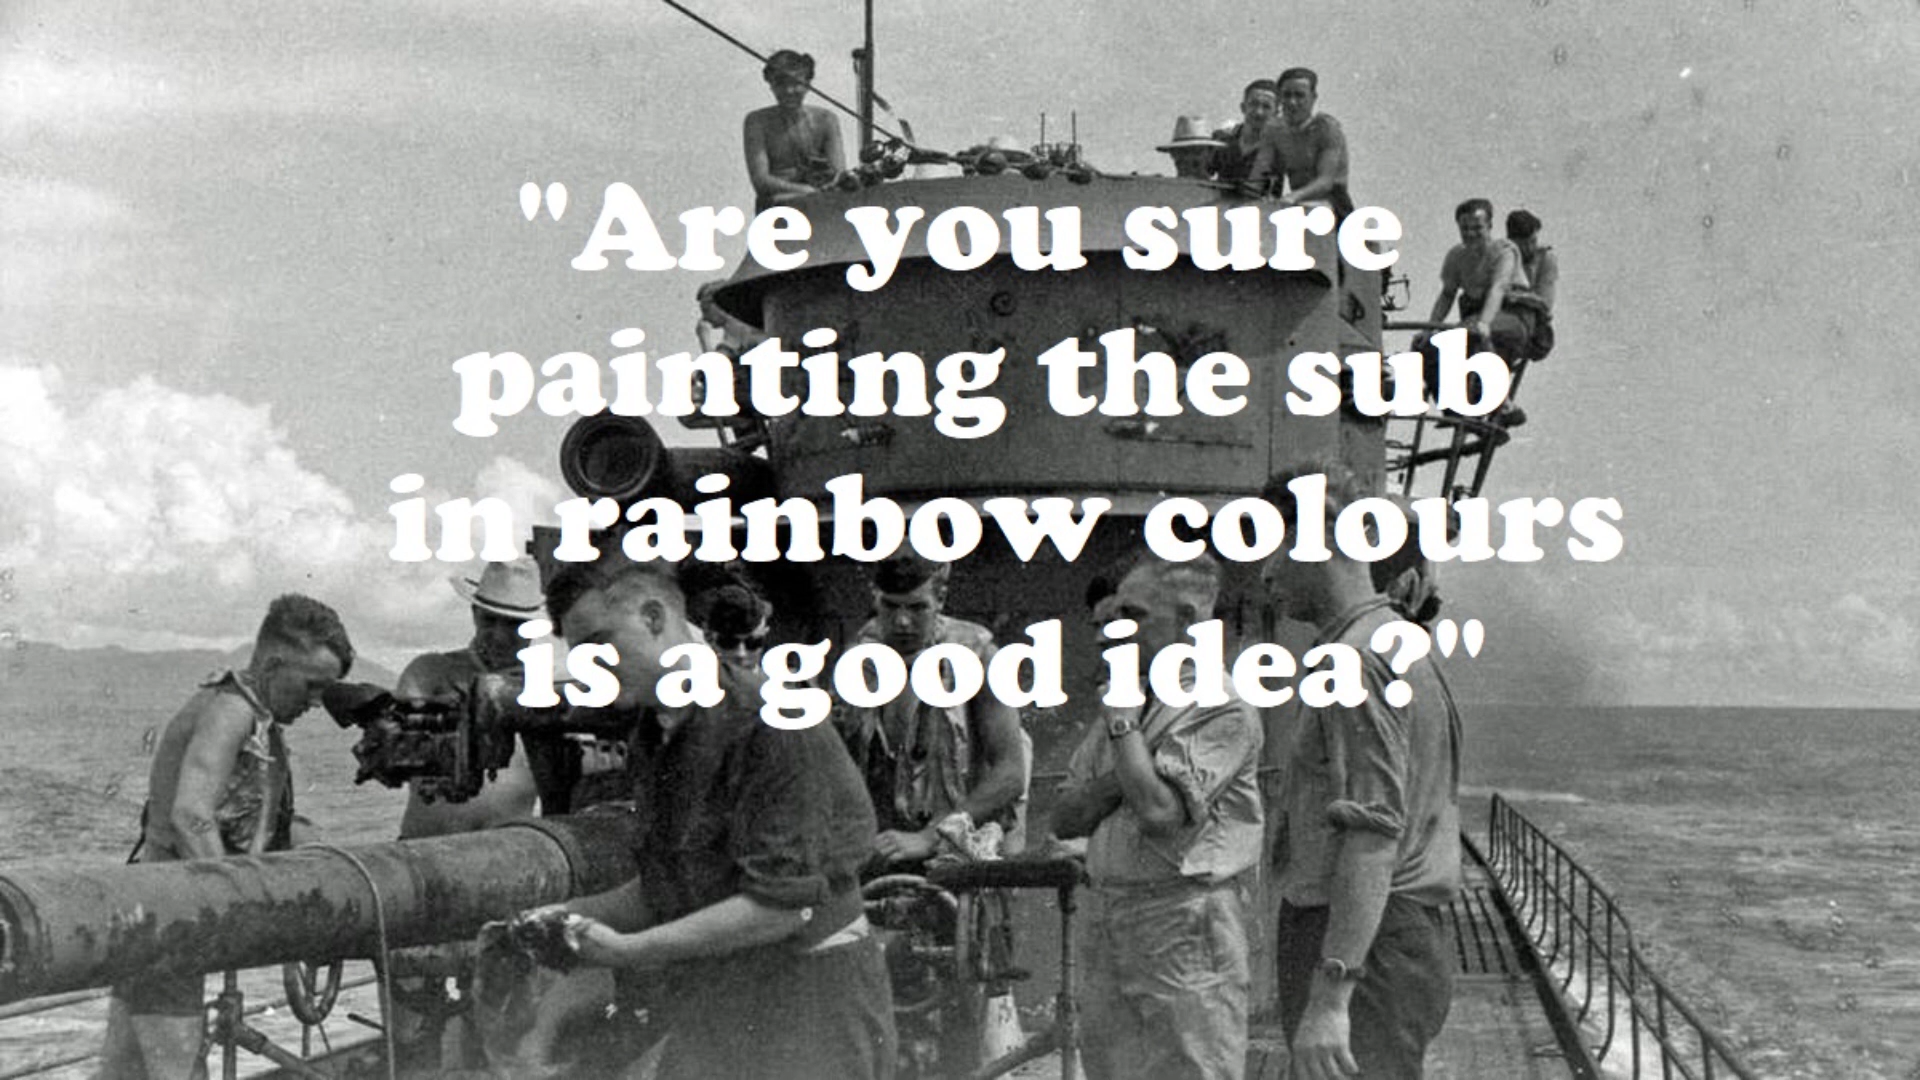 "Are you sure
painting the sub
in rainbow colours
is a good idea?"